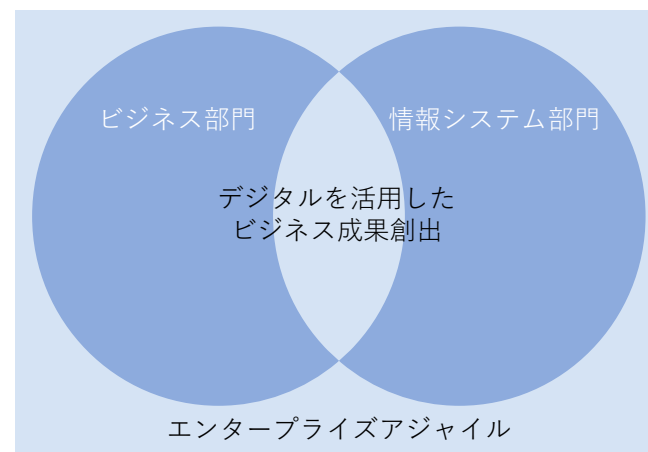 ビジネス部門
情報システム部門
デジタルを活用した
ビジネス成果創出
エンタープライズアジャイル